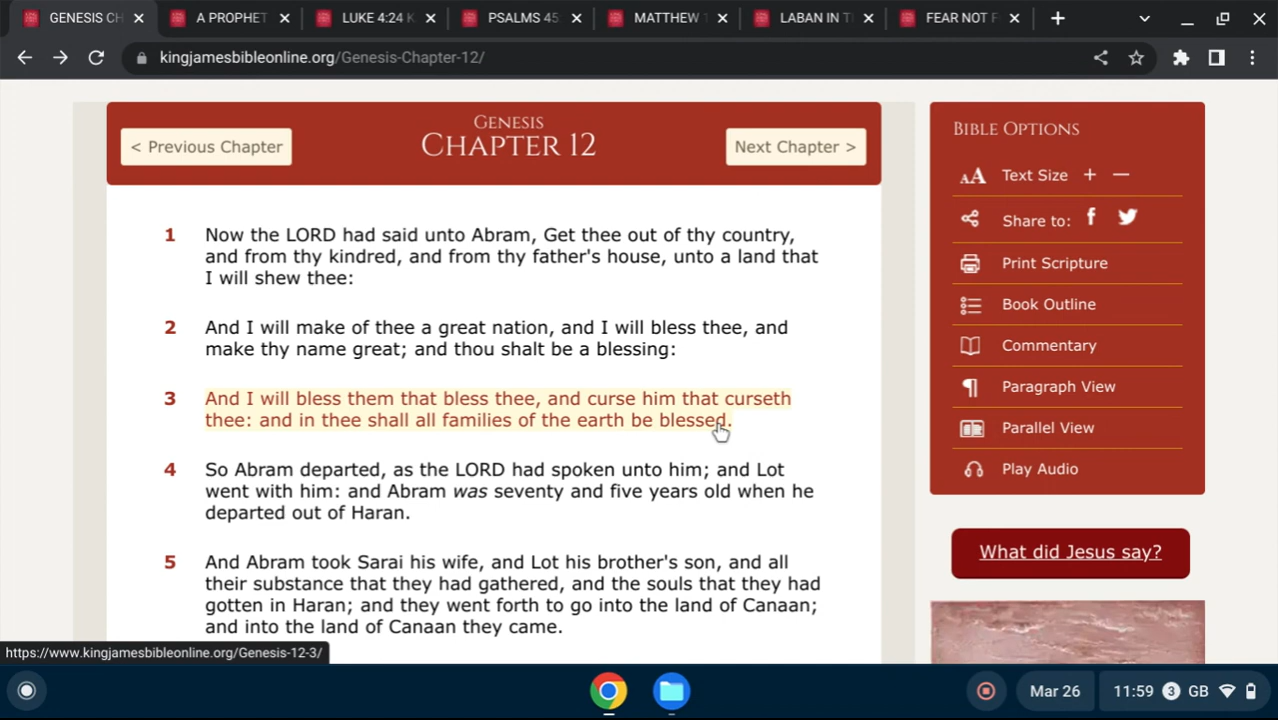 GENESIS CH
A PROPHET
LUKE 4:24 K
PSALMS 45:
MATTHEW
LABAN IN T
FEAR NOT F
kingjamesbibleonline.org/Genesis-Chapter-12/
< Previous Chapter
GENESIS
CHAPTER 12
Next Chapter >
1 Now the LORD had said unto Abram, Get thee out of thy country,
and from thy kindred, and from thy father's house, unto a land that
I will shew thee:
2 And I will make of thee a great nation, and I will bless thee, and
make thy name great; and thou shalt be a blessing:
3 And I will bless them that bless thee, and curse him that curseth
thee: and in thee shall all families of the earth be blessed.
4 So Abram departed, as the LORD had spoken unto him; and Lot
went with him: and Abram was seventy and five years old when he
departed out of Haran.
5 And Abram took Sarai his wife, and Lot his brother's son, and all
their substance that they had gathered, and the souls that they had
gotten in Haran; and they went forth to go into the land of Canaan;
and into the land of Canaan they came.
BIBLE OPTIONS
AA Text Size + —
Share to:
Print Scripture
Book Outline
Commentary
Paragraph View
Parallel View
Play Audio
What did Jesus say?
https://www.kingjamesbibleonline.org/Genesis-12-3/
Mar 26
11:59 3 GB